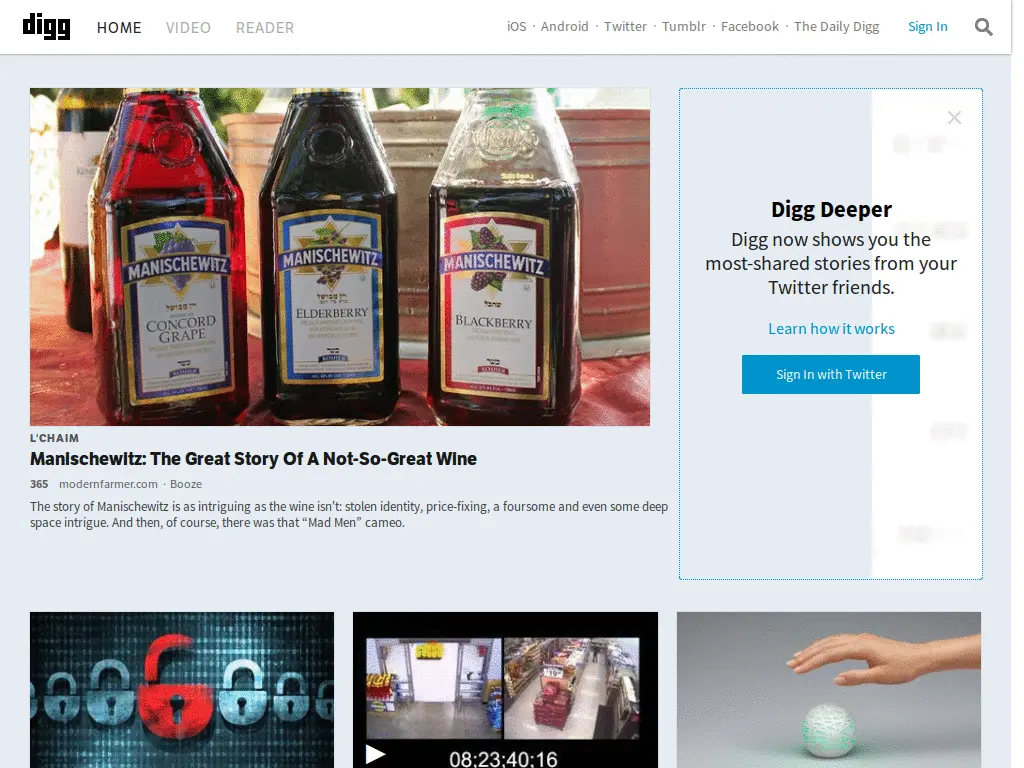 digg HOME VIDEO READER iOS · Android · Twitter · Tumblr · Facebook · The Daily Digg Sign In
MANISCHEWITZ
CONCORD
GRAPE
KOSHER
MANISCHEWITZ
ELDERBERRY
KOSHER
MANISCHEWITZ
BLACKBERRY
KOSHER
L'CHAIM
Manischewitz: The Great Story Of A Not-So-Great Wine
365 modernfarmer.com · Booze
The story of Manischewitz is as intriguing as the wine isn't: stolen identity, price-fixing, a foursome and even some deep
space intrigue. And then, of course, there was that “Mad Men” cameo.
Digg Deeper
Digg now shows you the
most-shared stories from your
Twitter friends.
Learn how it works
Sign In with Twitter
08;23;40;16